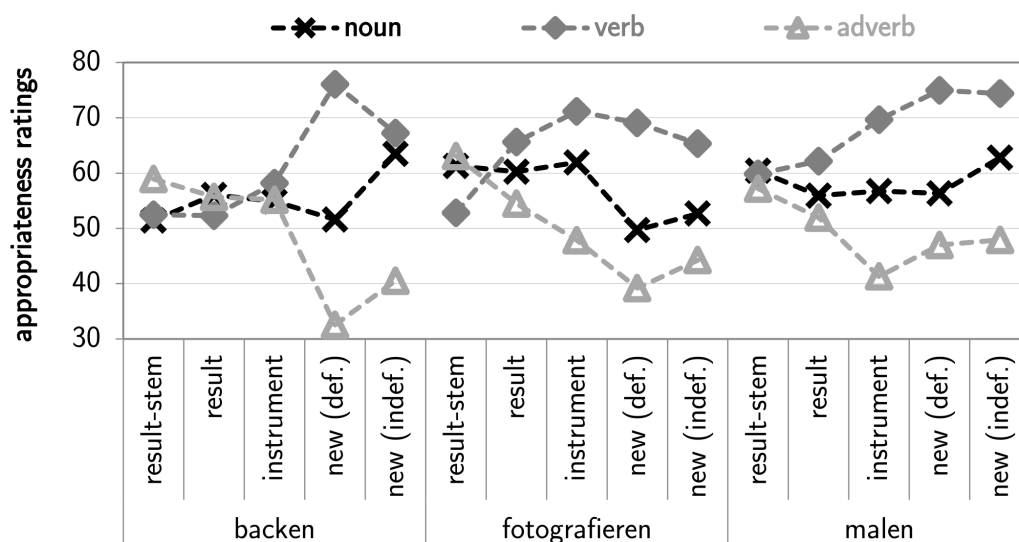 noun verb adverb
appropriateness ratings
80
70
60
50
40
30
result-stem result instrument new (def.) new (indef.) result-stem result instrument new (def.) new (indef.) result-stem result instrument new (def.) new (indef.)
backen fotografieren malen